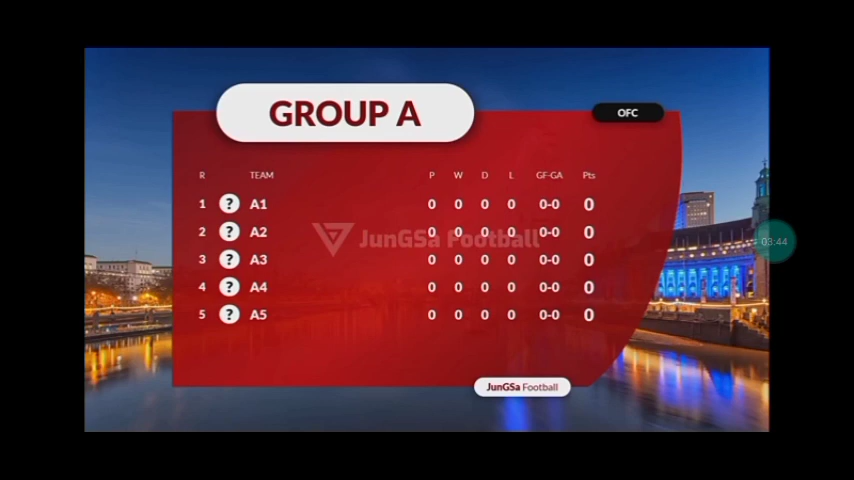 GROUP A
OFC
R TEAM P W D L GF-GA Pts
1 ? A1 0 0 0 0 0-0 0
2 ? A2 0 0 0 0 0-0 0
JunGSa Football
3 ? A3 0 0 0 0 0-0 0
4 ? A4 0 0 0 0 0-0 0
5 ? A5 0 0 0 0 0-0 0
JunGSa Football
03:44